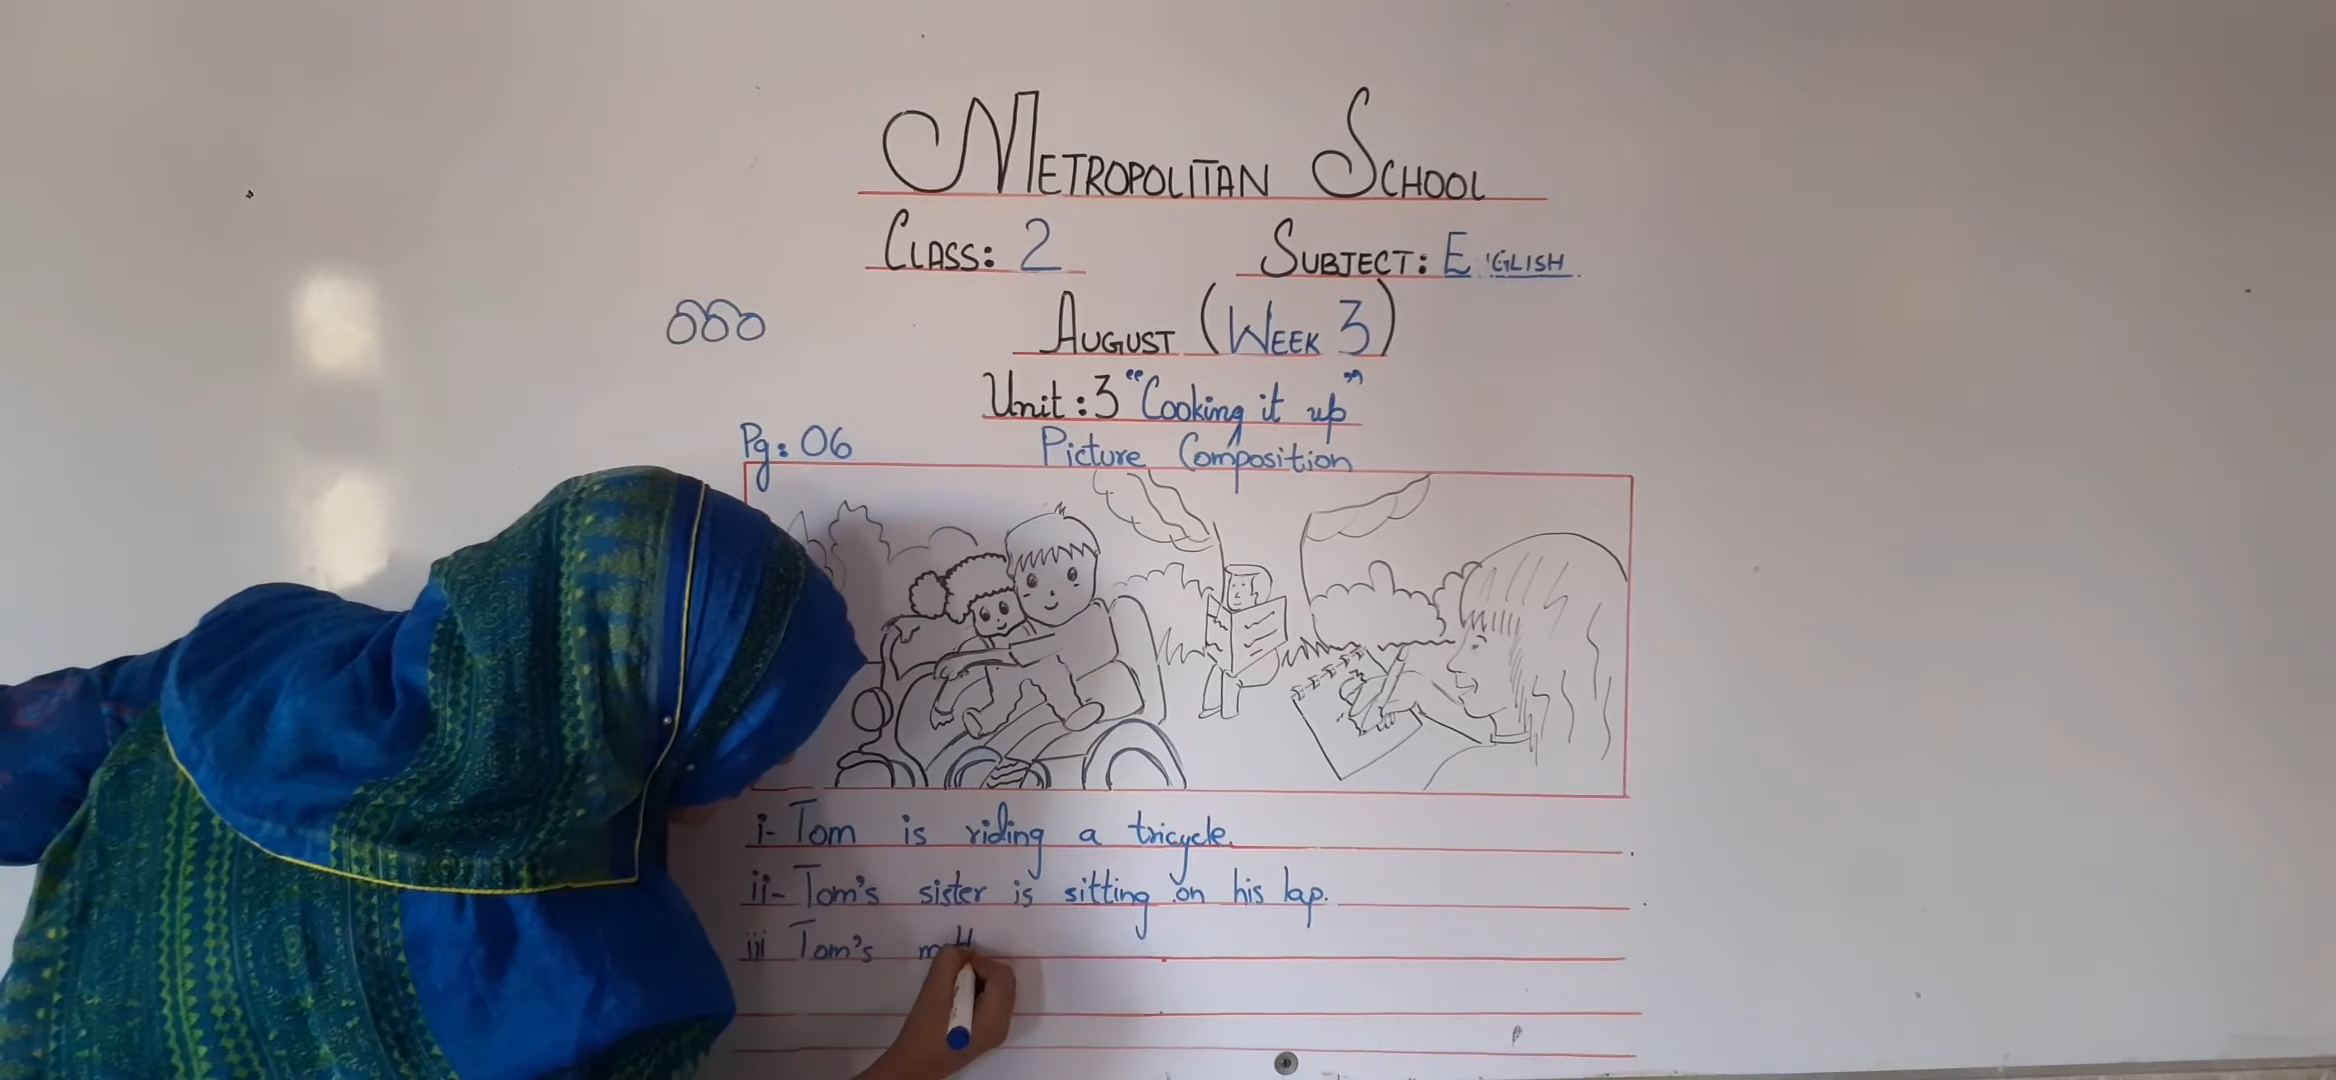 METROPOLITAN SCHOOL
CLASS: 2 SUBJECT: E GLISH
AUGUST (WEEK 3)
Unit: 3 "Cooking it up"
Pg: 06 Picture Composition
i- Tom is riding a tricycle.
ii- Tom's sister is sitting on his lap.
iii Tom's